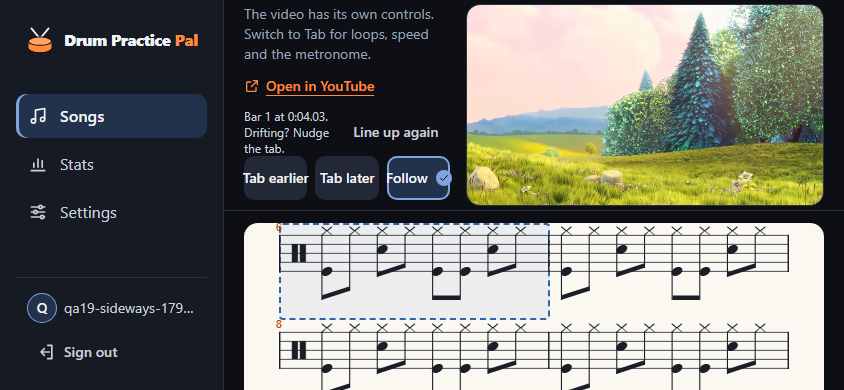 Drum Practice Pal
Songs
Stats
Settings
Q
qa19-sideways-179...
Sign out
The video has its own controls.
Switch to Tab for loops, speed
and the metronome.
Open in YouTube
Bar 1 at 0:04.03.
Drifting? Nudge
the tab.
Line up again
Tab earlier
Tab later
Follow
6
8